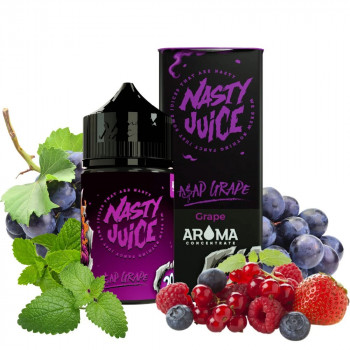 NASTY
JUICE
ASAP GRAPE
Grape
AROMA
CONCENTRATE
NASTY
JUICE
ASAP GRAPE